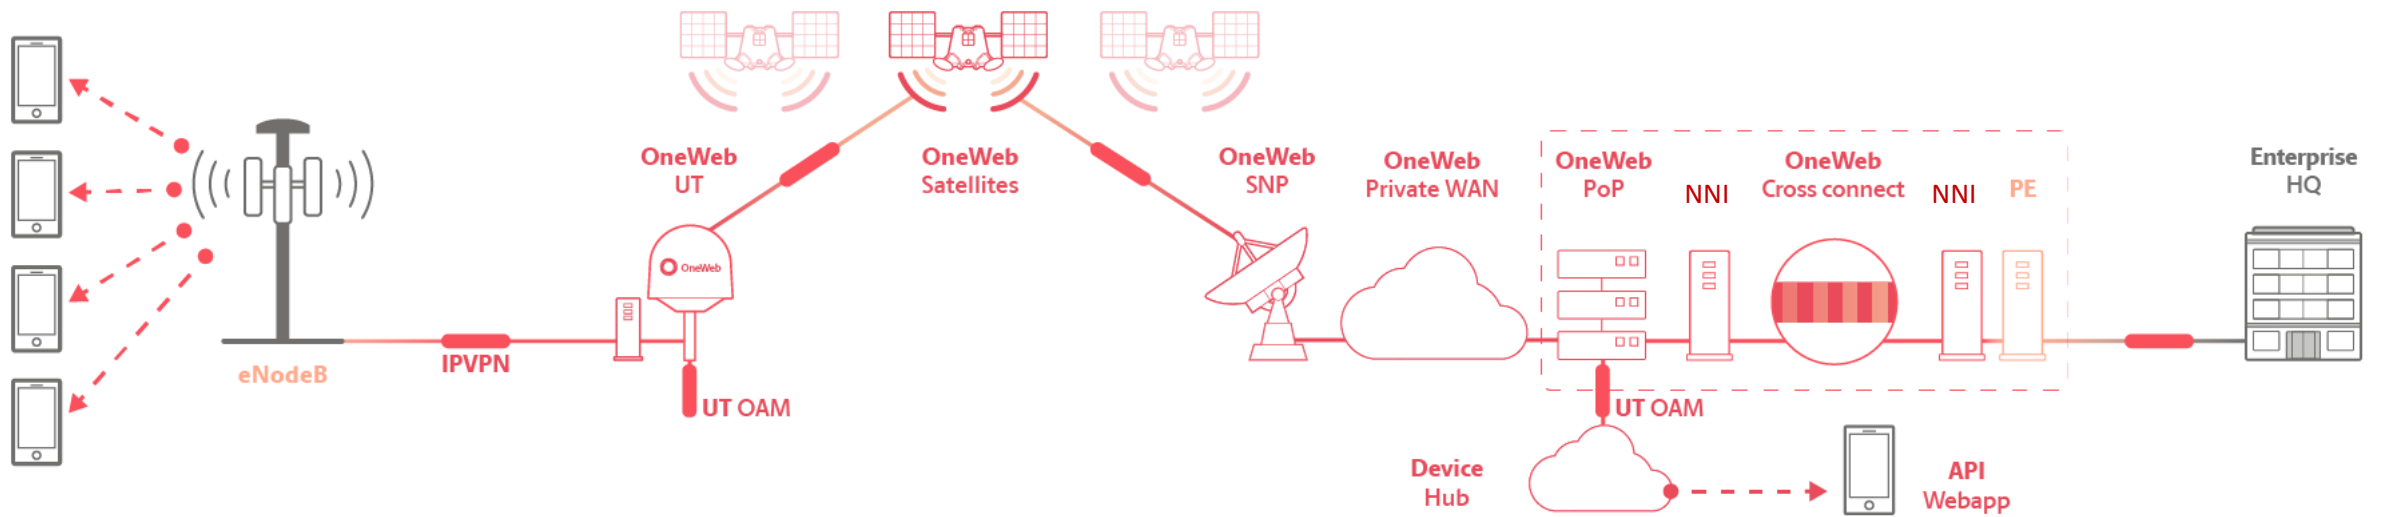 OneWeb
UT
OneWeb
Satellites
OneWeb
SNP
OneWeb
Private WAN
OneWeb
PoP
NNI
OneWeb
Cross connect
NNI
PE
Enterprise
HQ
OneWeb
eNodeB
IPVPN
UT OAM
UT OAM
Device
Hub
API
Webapp